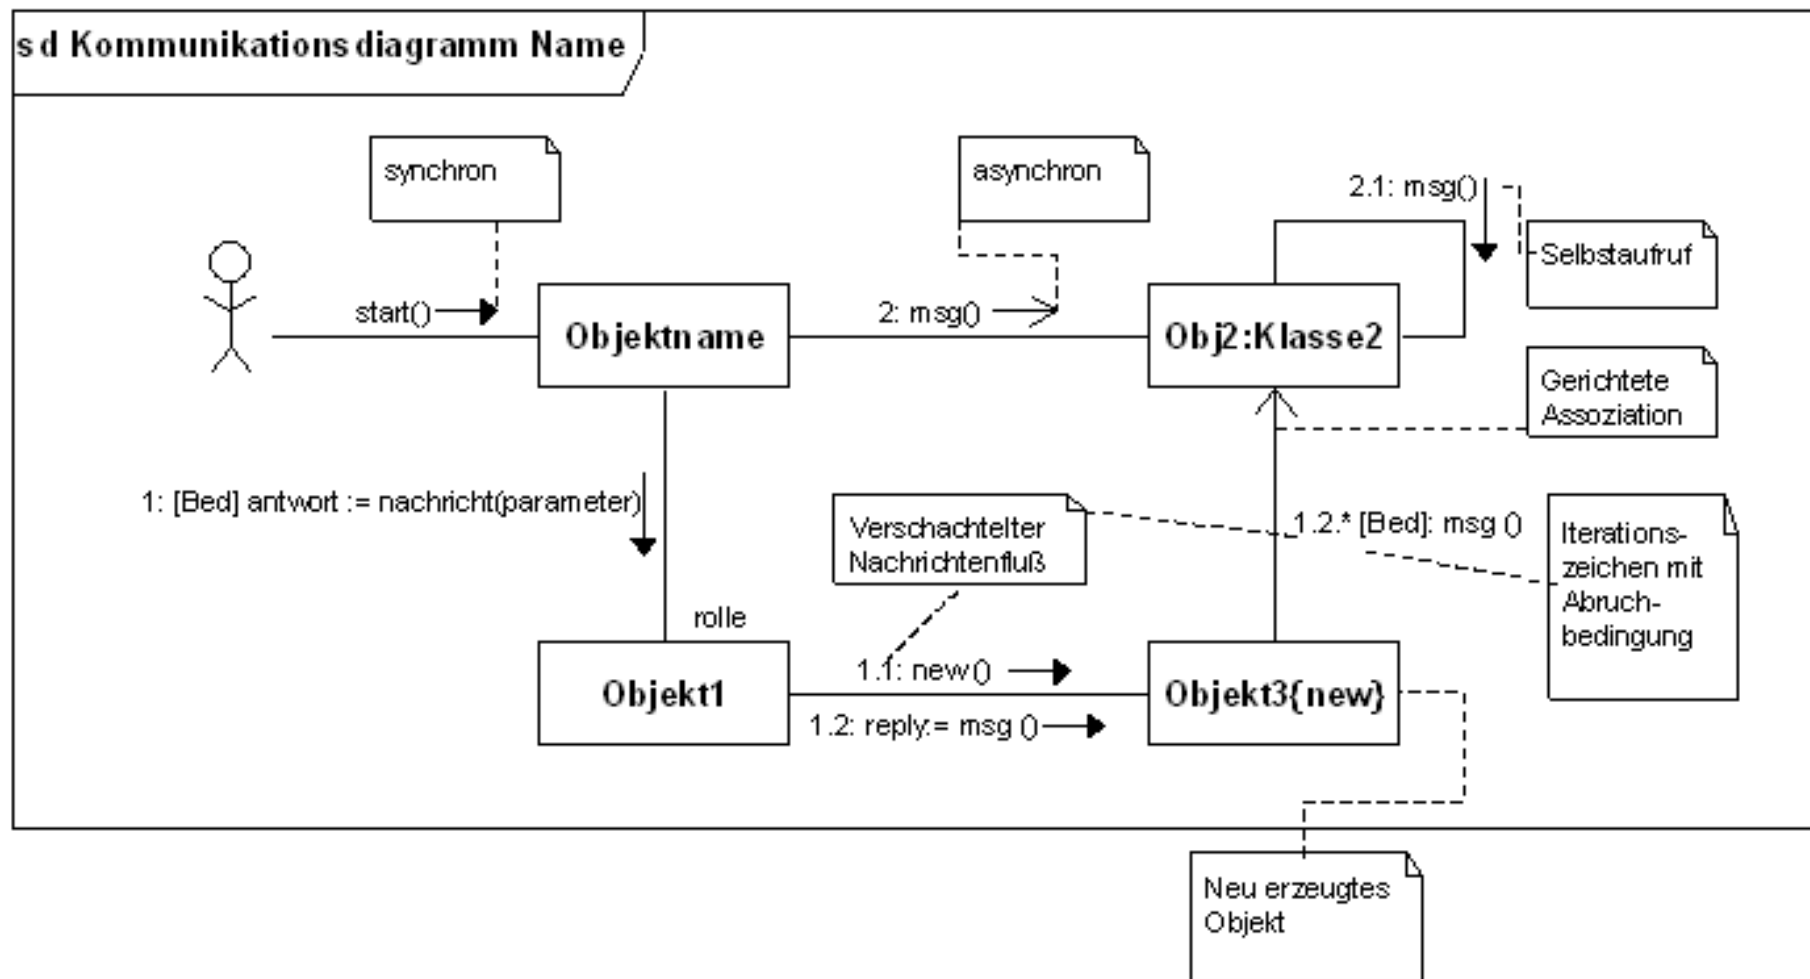 sd Kommunikationsdiagramm Name
synchron
asynchron
2.1: msg()
Selbstaufruf
start()
2: msg()
Objektname
Obj2:Klasse2
Gerichtete
Assoziation
1: [Bed] antwort := nachricht(parameter)
Verschachtelter
Nachrichtenfluß
1.2.* [Bed]: msg ()
Iterations-
zeichen mit
Abruch-
bedingung
rolle
1.1: new()
Objekt1
Objekt3{new}
1.2: reply:= msg ()
Neu erzeugtes
Objekt